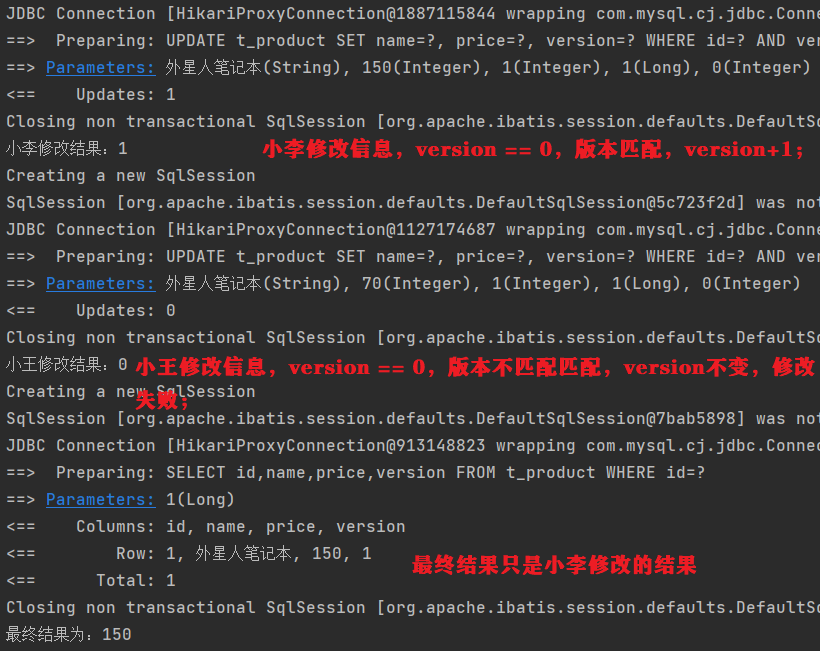 JDBC Connection [HikariProxyConnection@1887115844 wrapping com.mysql.cj.jdbc.Conne
==>  Preparing: UPDATE t_product SET name=?, price=?, version=? WHERE id=? AND ver
==> Parameters: 外星人笔记本(String), 150(Integer), 1(Integer), 1(Long), 0(Integer)
<==    Updates: 1
Closing non transactional SqlSession [org.apache.ibatis.session.defaults.DefaultSq
小李修改结果：1
小李修改信息，version == 0，版本匹配，version+1；
Creating a new SqlSession
SqlSession [org.apache.ibatis.session.defaults.DefaultSqlSession@5c723f2d] was not
JDBC Connection [HikariProxyConnection@1127174687 wrapping com.mysql.cj.jdbc.Conne
==>  Preparing: UPDATE t_product SET name=?, price=?, version=? WHERE id=? AND ver
==> Parameters: 外星人笔记本(String), 70(Integer), 1(Integer), 1(Long), 0(Integer)
<==    Updates: 0
Closing non transactional SqlSession [org.apache.ibatis.session.defaults.DefaultSq
小王修改结果：0
小王修改信息，version == 0，版本不匹配匹配，version不变，修改
失败；
Creating a new SqlSession
SqlSession [org.apache.ibatis.session.defaults.DefaultSqlSession@7bab5898] was not
JDBC Connection [HikariProxyConnection@913148823 wrapping com.mysql.cj.jdbc.Connec
==>  Preparing: SELECT id,name,price,version FROM t_product WHERE id=?
==> Parameters: 1(Long)
<==    Columns: id, name, price, version
<==        Row: 1, 外星人笔记本, 150, 1
最终结果只是小李修改的结果
<==      Total: 1
Closing non transactional SqlSession [org.apache.ibatis.session.defaults.DefaultSq
最终结果为：150